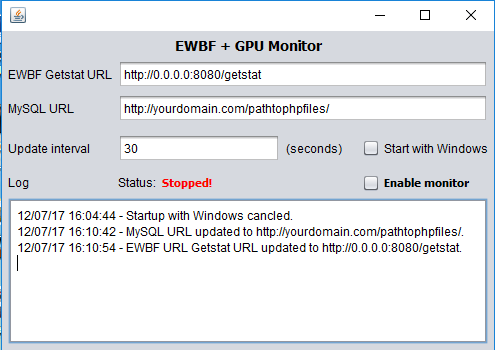 EWBF + GPU Monitor
EWBF Getstat URL http://0.0.0.0:8080/getstat
MySQL URL http://yourdomain.com/pathtophpfiles/
Update interval 30 (seconds) Start with Windows
Log Status: Stopped! Enable monitor
12/07/17 16:04:44 - Startup with Windows cancled.
12/07/17 16:10:42 - MySQL URL updated to http://yourdomain.com/pathtophpfiles/.
12/07/17 16:10:54 - EWBF URL Getstat URL updated to http://0.0.0.0:8080/getstat.